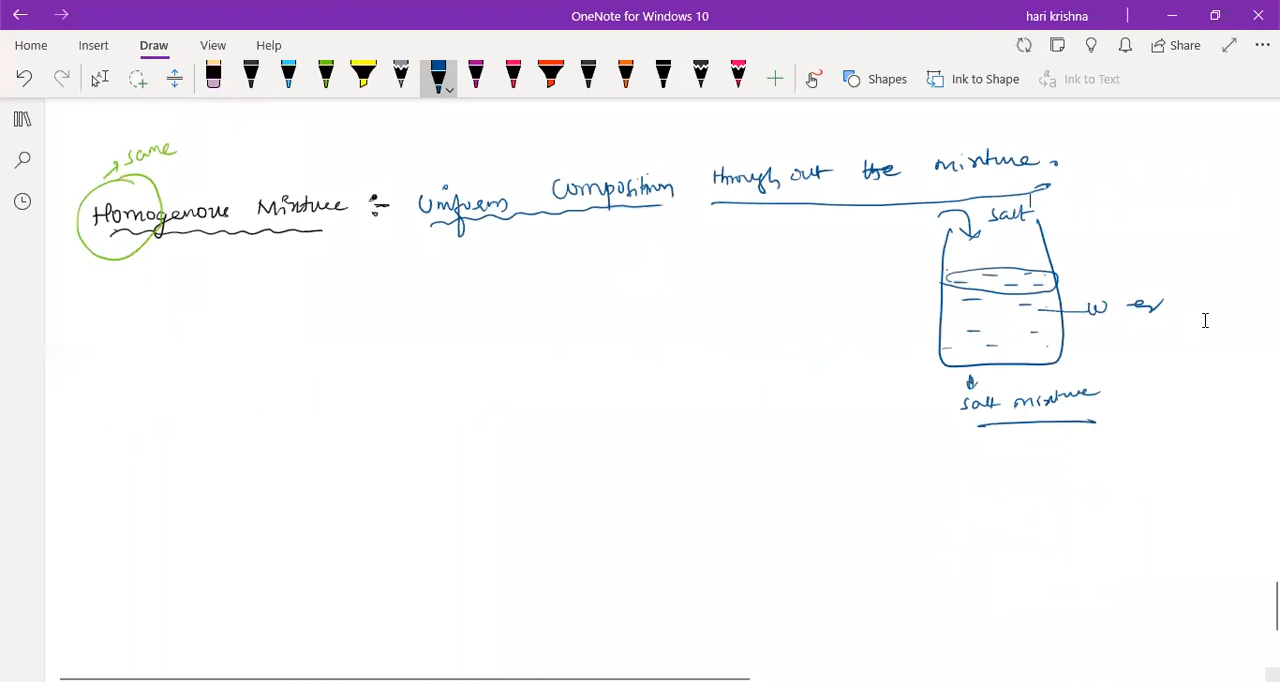 OneNote for Windows 10
hari krishna
Home Insert Draw View Help
Share
Shapes
Ink to Shape
Ink to Text
same
Homogenous Mixture ÷ Uniform Composition through out the mixture.
salt
salt mixture